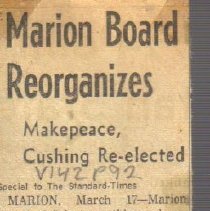 Marion Board
Reorganizes
Makepeace,
Cushing Re-elected
V142 P92
Special to The Standard-Times
MARION, March 17—Marion